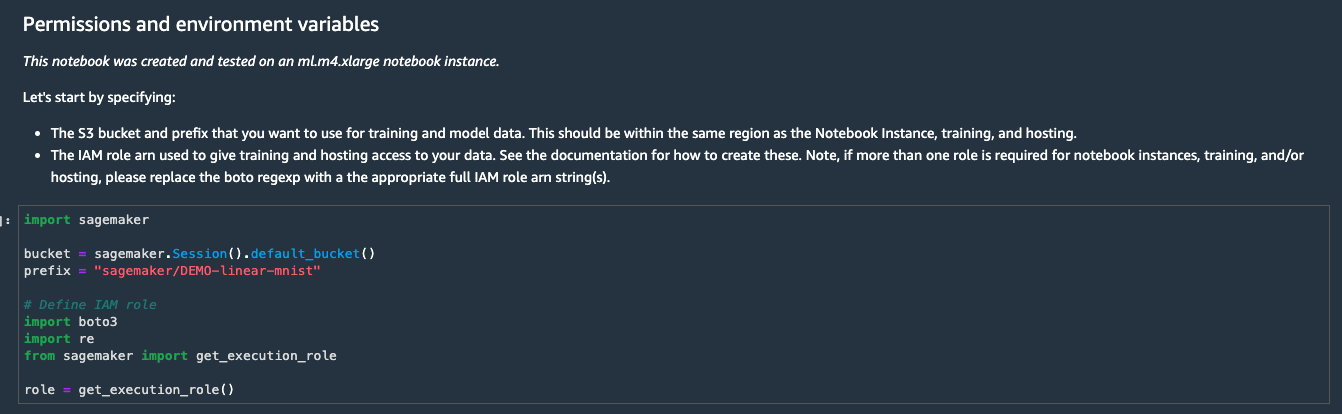 Permissions and environment variables
This notebook was created and tested on an ml.m4.xlarge notebook instance.
Let's start by specifying:
• The S3 bucket and prefix that you want to use for training and model data. This should be within the same region as the Notebook Instance, training, and hosting.
• The IAM role arn used to give training and hosting access to your data. See the documentation for how to create these. Note, if more than one role is required for notebook instances, training, and/or
hosting, please replace the boto regexp with a the appropriate full IAM role arn string(s).
]: import sagemaker
bucket = sagemaker.Session().default_bucket()
prefix = "sagemaker/DEMO-linear-mnist"
# Define IAM role
import boto3
import re
from sagemaker import get_execution_role
role = get_execution_role()